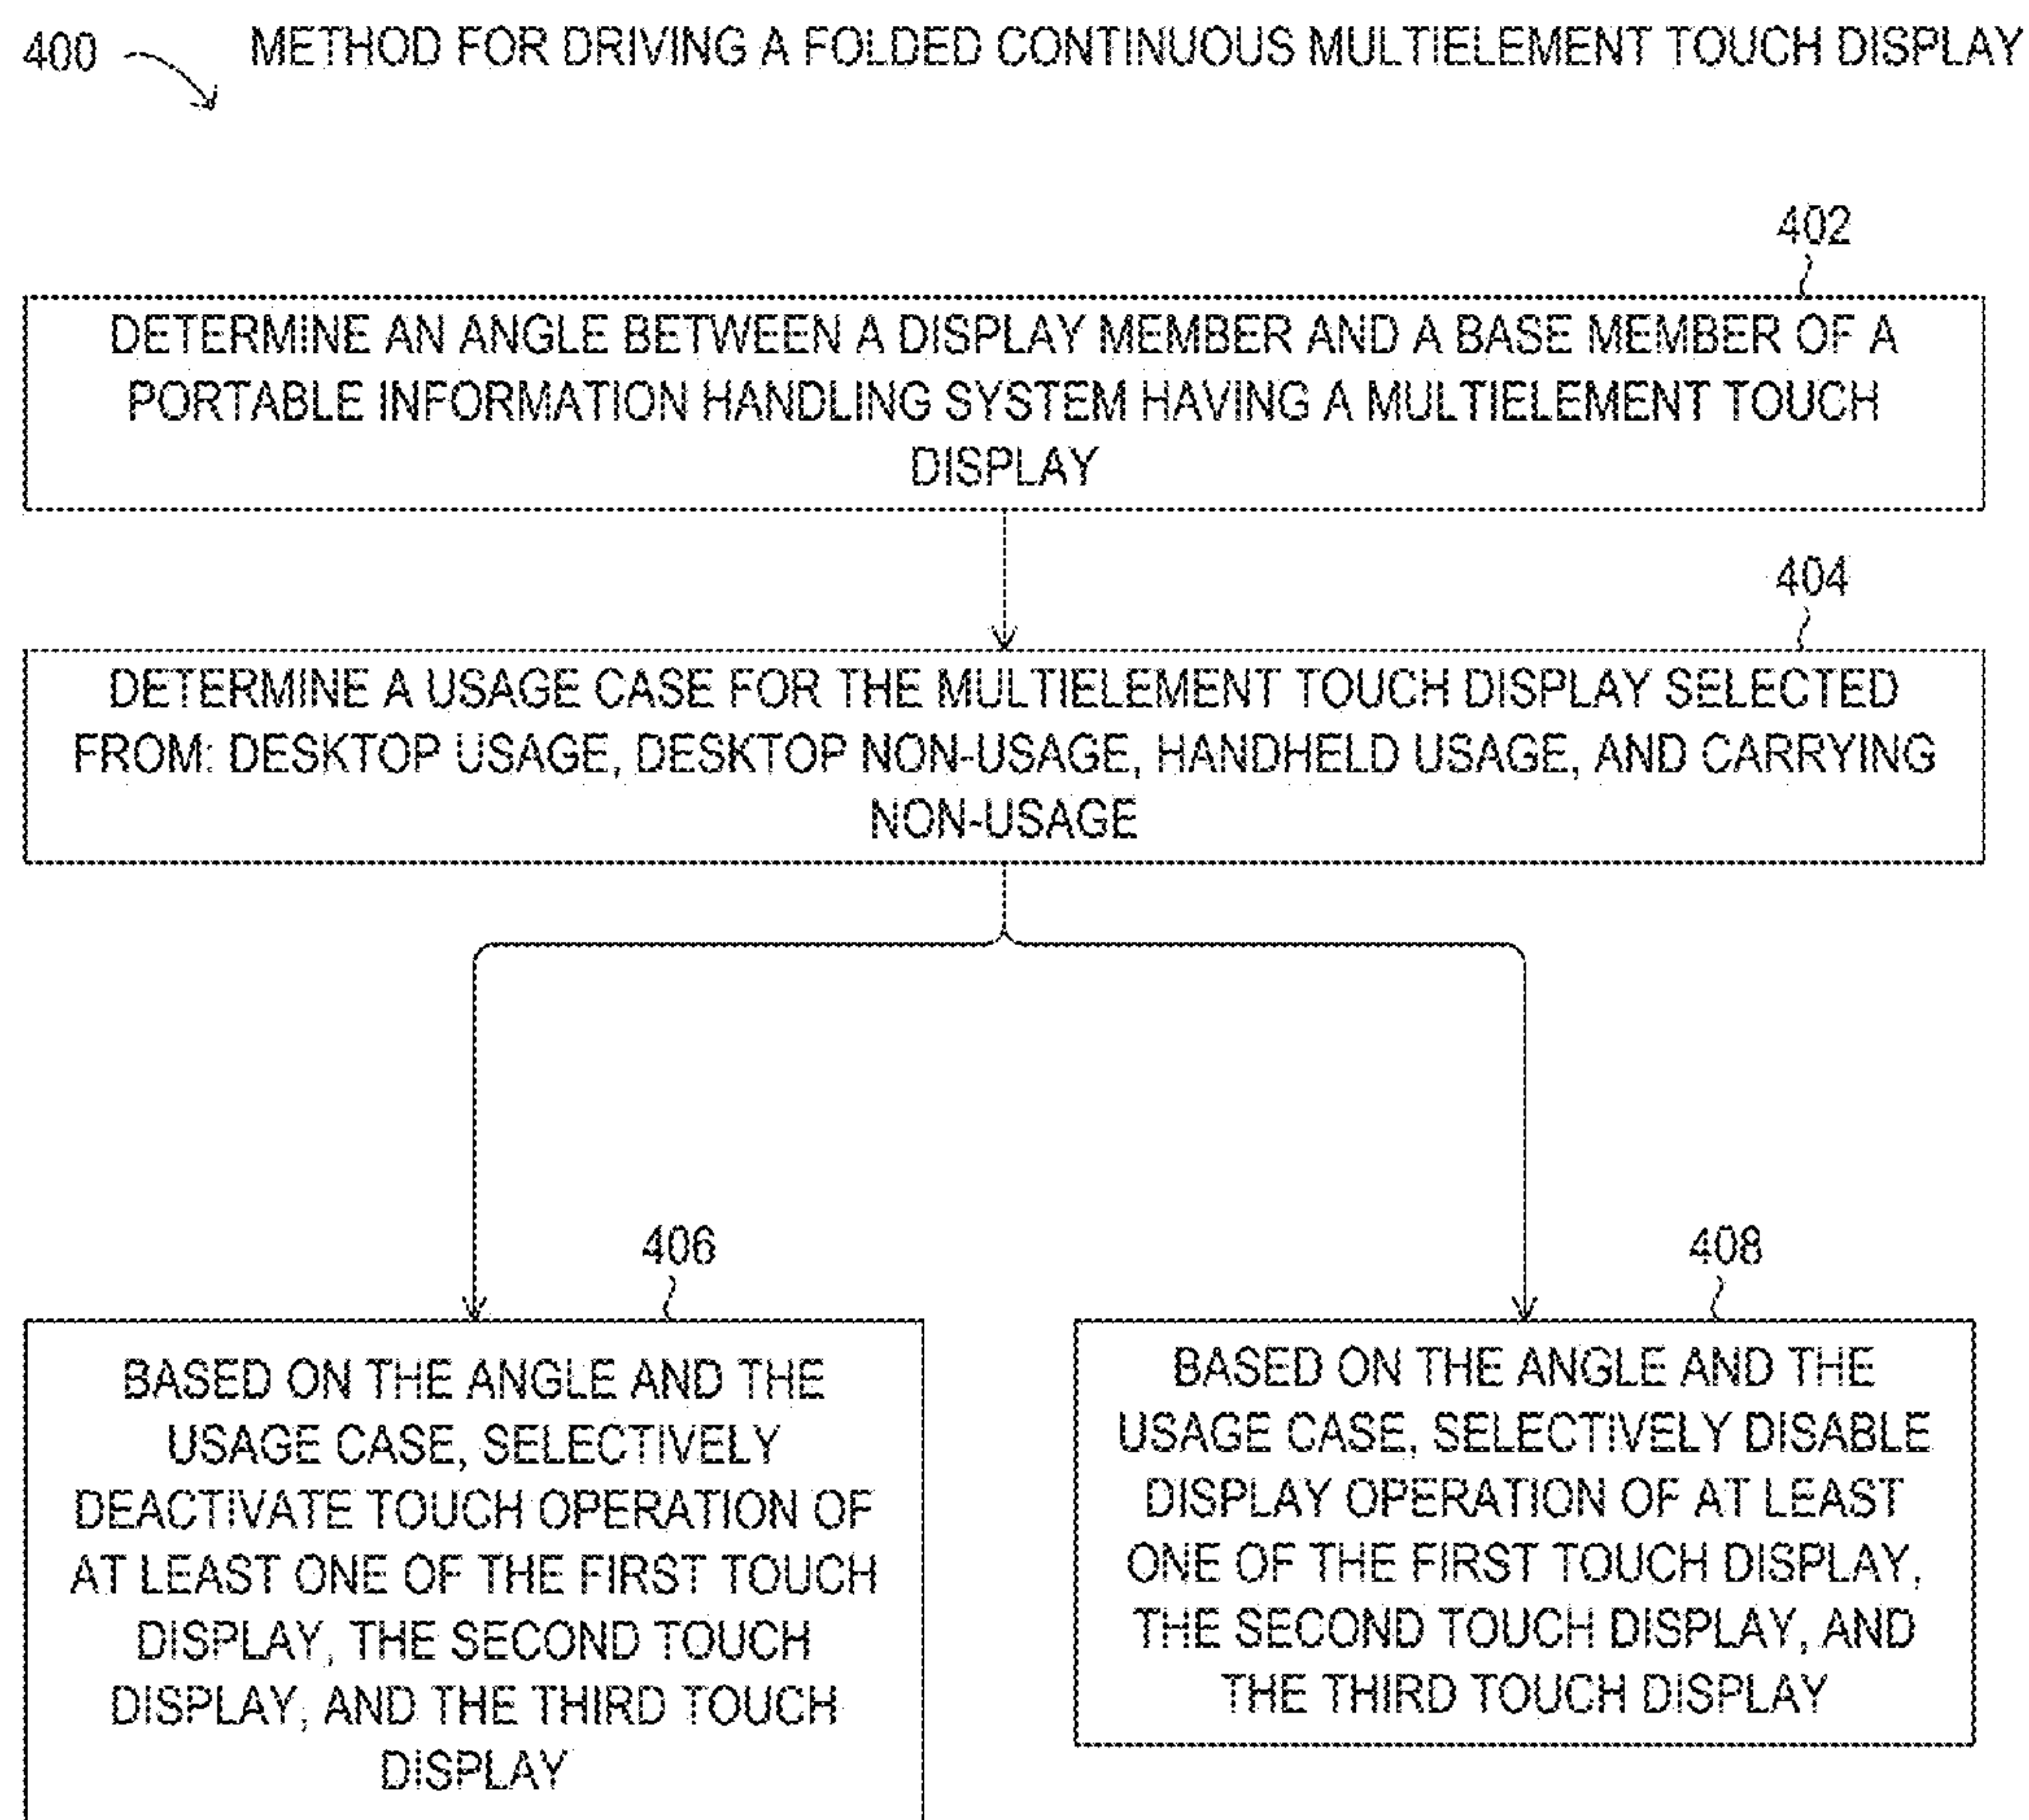 400
METHOD FOR DRIVING A FOLDED CONTINUOUS MULTIELEMENT TOUCH DISPLAY
402
DETERMINE AN ANGLE BETWEEN A DISPLAY MEMBER AND A BASE MEMBER OF A
PORTABLE INFORMATION HANDLING SYSTEM HAVING A MULTIELEMENT TOUCH
DISPLAY
404
DETERMINE A USAGE CASE FOR THE MULTIELEMENT TOUCH DISPLAY SELECTED
FROM: DESKTOP USAGE, DESKTOP NON-USAGE, HANDHELD USAGE, AND CARRYING
NON-USAGE
406
BASED ON THE ANGLE AND THE
USAGE CASE, SELECTIVELY
DEACTIVATE TOUCH OPERATION OF
AT LEAST ONE OF THE FIRST TOUCH
DISPLAY, THE SECOND TOUCH
DISPLAY, AND THE THIRD TOUCH
DISPLAY
408
BASED ON THE ANGLE AND THE
USAGE CASE, SELECTIVELY DISABLE
DISPLAY OPERATION OF AT LEAST
ONE OF THE FIRST TOUCH DISPLAY,
THE SECOND TOUCH DISPLAY, AND
THE THIRD TOUCH DISPLAY